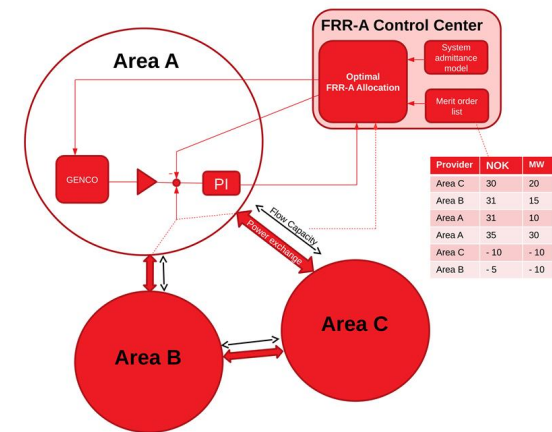 FRR-A Control Center
Area A
System
admittance
model
Optimal
FRR-A Allocation
Merit order
list
GENCO
-
PI
Provider NOK MW
Area C 30 20
Area B 31 15
Area A 31 10
Area A 35 30
Area C - 10 - 10
Area B - 5 - 10
Flow Capacity
Power exchange
Area C
Area B